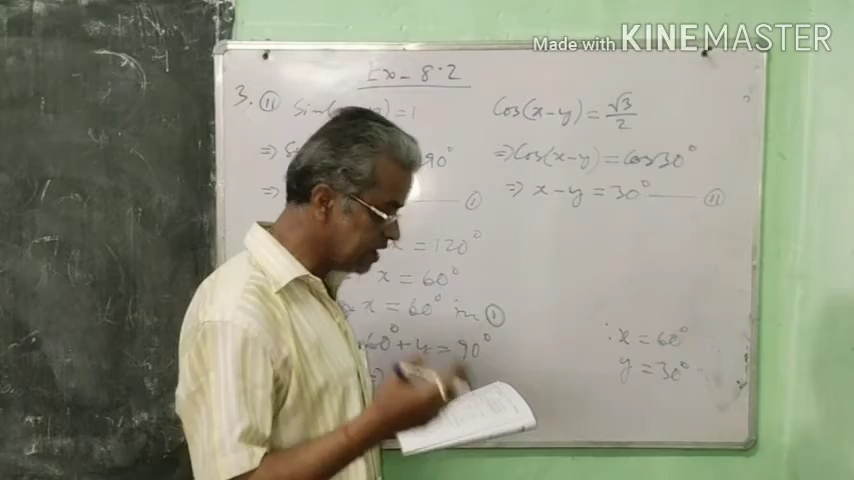 Made with KINEMASTER
Ex - 8.2
3. (ii) Sin( ) = 1
⇒ 90°
⇒ (i)
x = 120°
x = 60°
x = 60° in (i)
60° + y = 90°
⇒
Cos(x-y) = √3/2
⇒ Cos(x-y) = Cos30°
⇒ x-y = 30° (ii)
∴ x = 60°
y = 30°